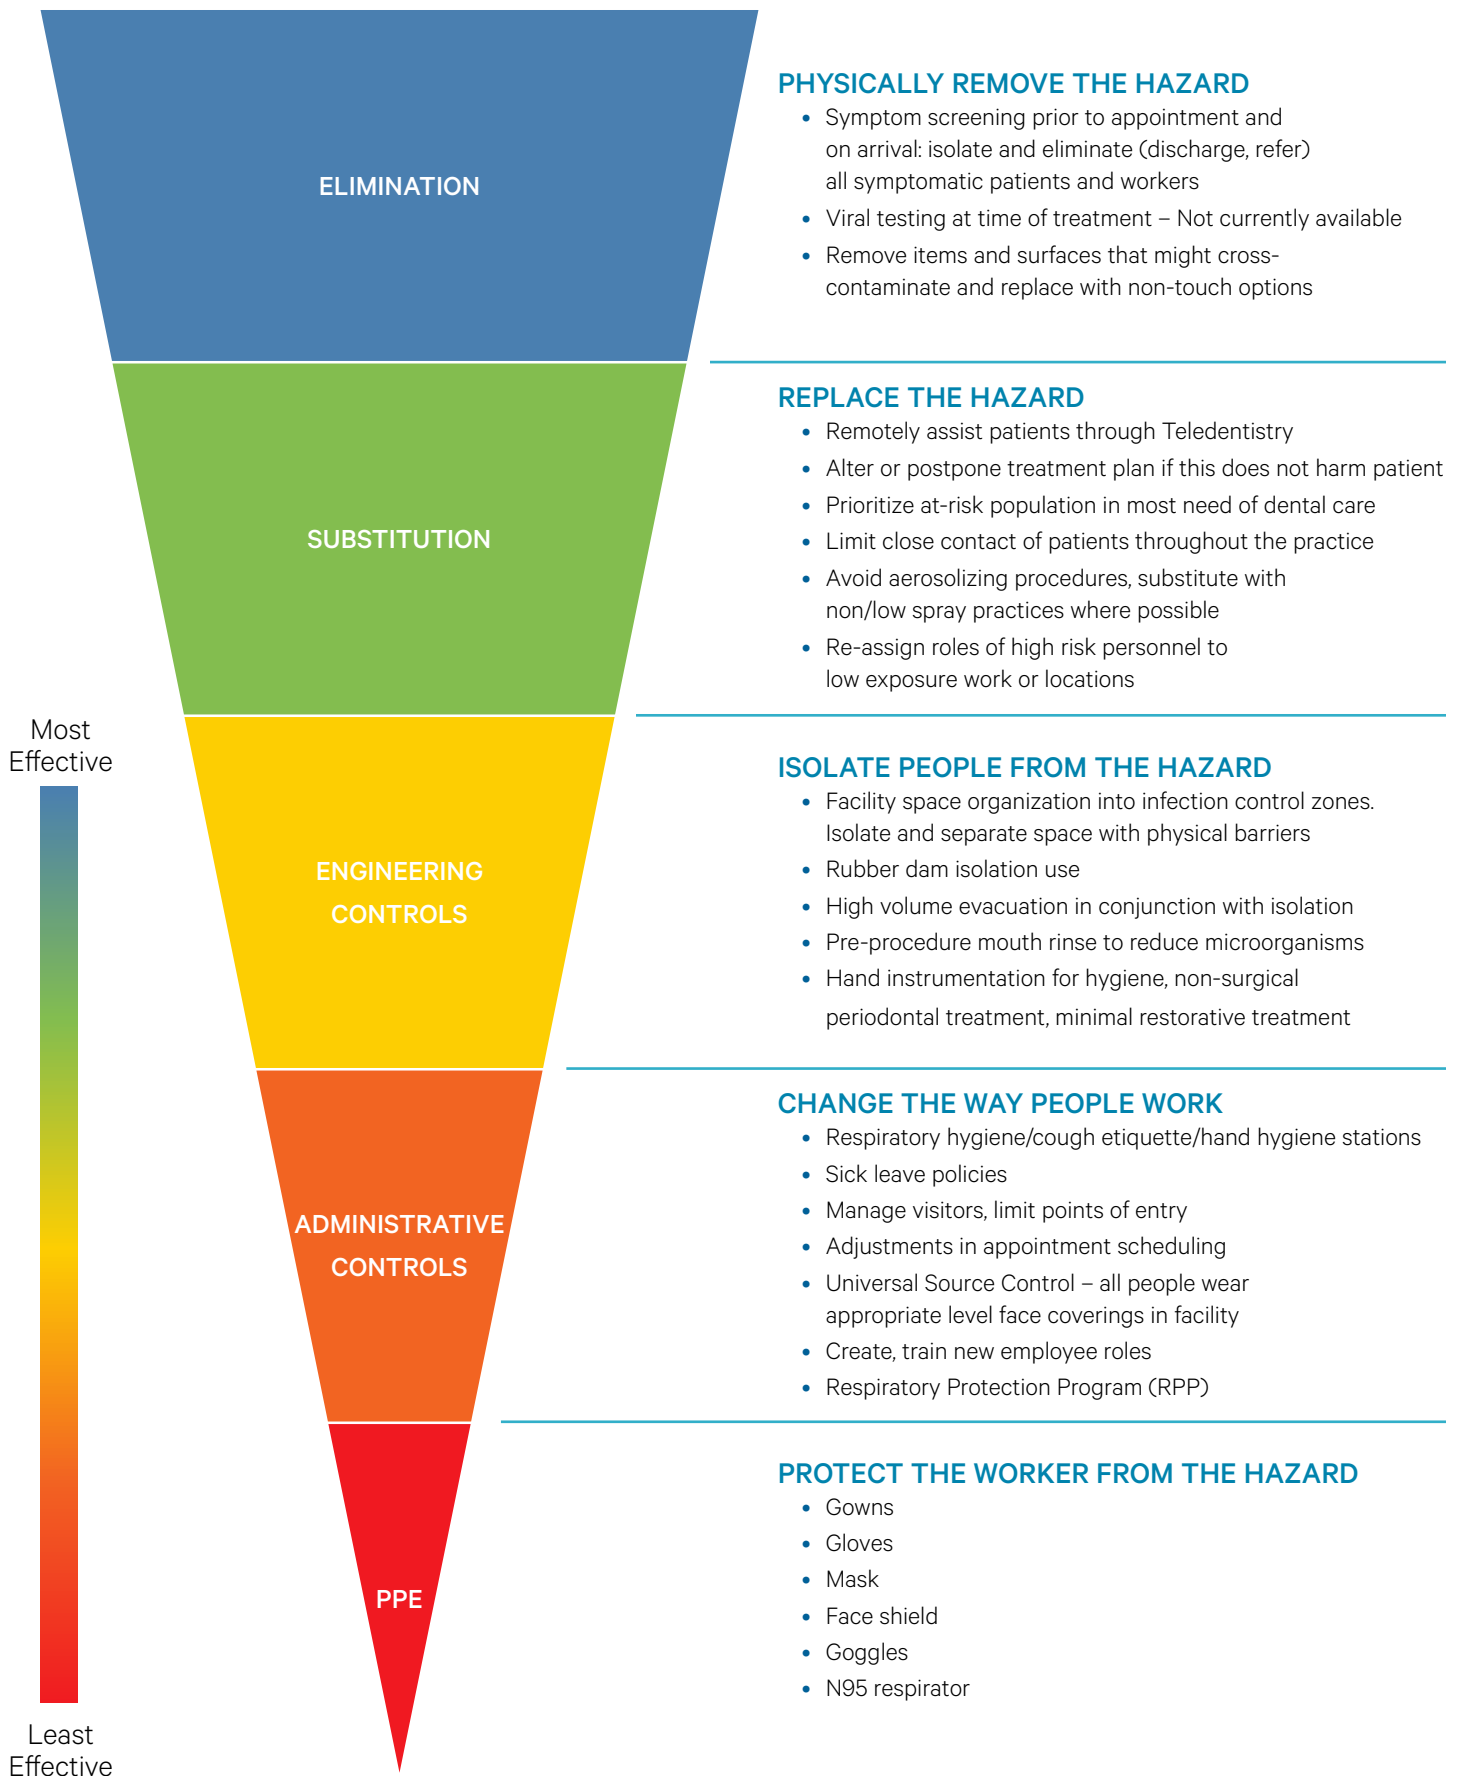 ELIMINATION
PHYSICALLY REMOVE THE HAZARD
• Symptom screening prior to appointment and
on arrival: isolate and eliminate (discharge, refer)
all symptomatic patients and workers
• Viral testing at time of treatment – Not currently available
• Remove items and surfaces that might cross-
contaminate and replace with non-touch options
SUBSTITUTION
REPLACE THE HAZARD
• Remotely assist patients through Teledentistry
• Alter or postpone treatment plan if this does not harm patient
• Prioritize at-risk population in most need of dental care
• Limit close contact of patients throughout the practice
• Avoid aerosolizing procedures, substitute with
non/low spray practices where possible
• Re-assign roles of high risk personnel to
low exposure work or locations
Most
Effective
ENGINEERING
CONTROLS
ISOLATE PEOPLE FROM THE HAZARD
• Facility space organization into infection control zones.
Isolate and separate space with physical barriers
• Rubber dam isolation use
• High volume evacuation in conjunction with isolation
• Pre-procedure mouth rinse to reduce microorganisms
• Hand instrumentation for hygiene, non-surgical
periodontal treatment, minimal restorative treatment
ADMINISTRATIVE
CONTROLS
CHANGE THE WAY PEOPLE WORK
• Respiratory hygiene/cough etiquette/hand hygiene stations
• Sick leave policies
• Manage visitors, limit points of entry
• Adjustments in appointment scheduling
• Universal Source Control – all people wear
appropriate level face coverings in facility
• Create, train new employee roles
• Respiratory Protection Program (RPP)
PPE
PROTECT THE WORKER FROM THE HAZARD
• Gowns
• Gloves
• Mask
• Face shield
• Goggles
• N95 respirator
Least
Effective